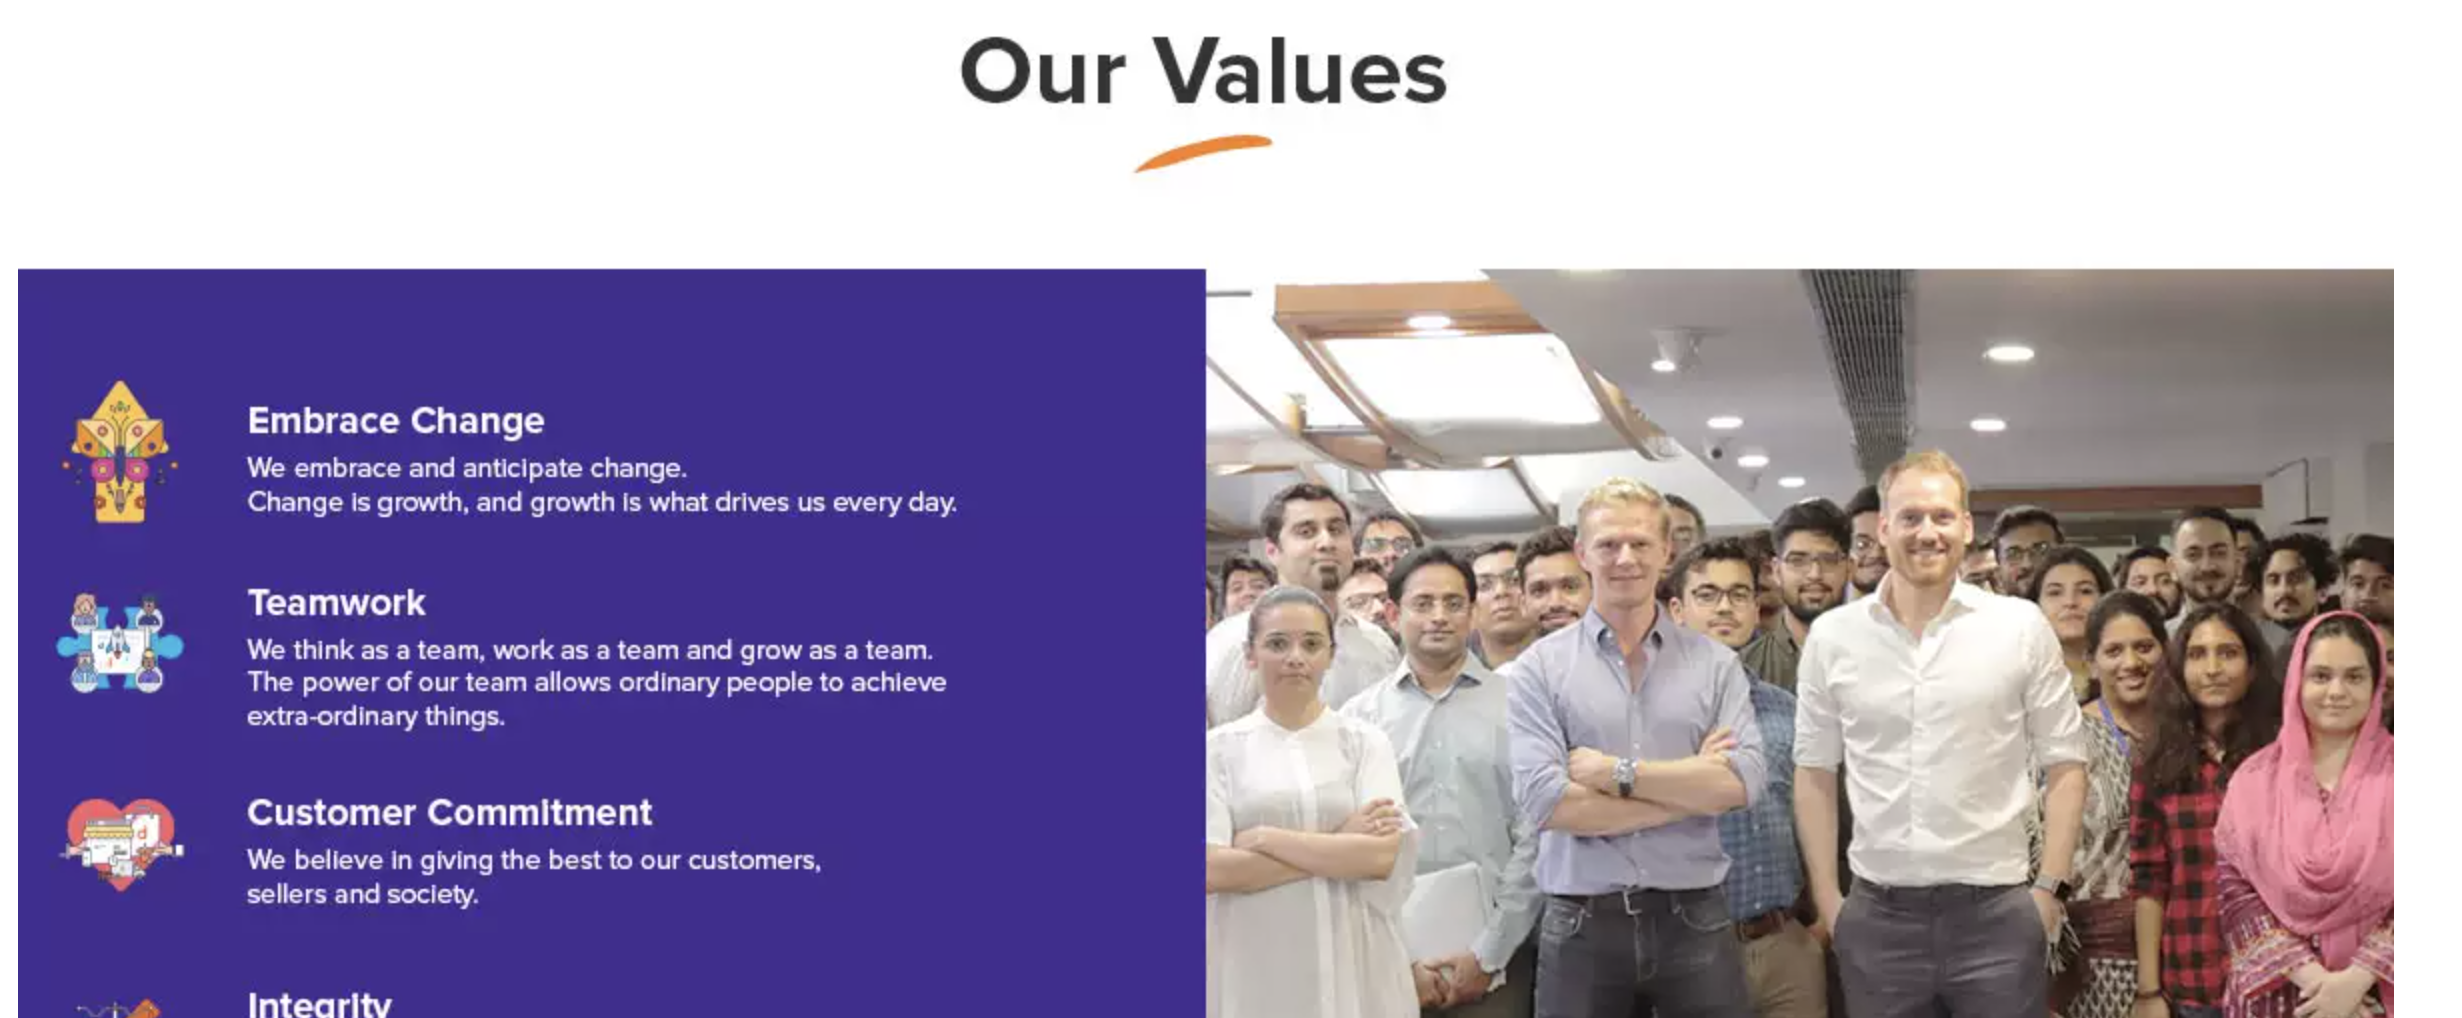 Our Values
Embrace Change
We embrace and anticipate change.
Change is growth, and growth is what drives us every day.
Teamwork
We think as a team, work as a team and grow as a team.
The power of our team allows ordinary people to achieve
extra-ordinary things.
Customer Commitment
We believe in giving the best to our customers,
sellers and society.
Integrity